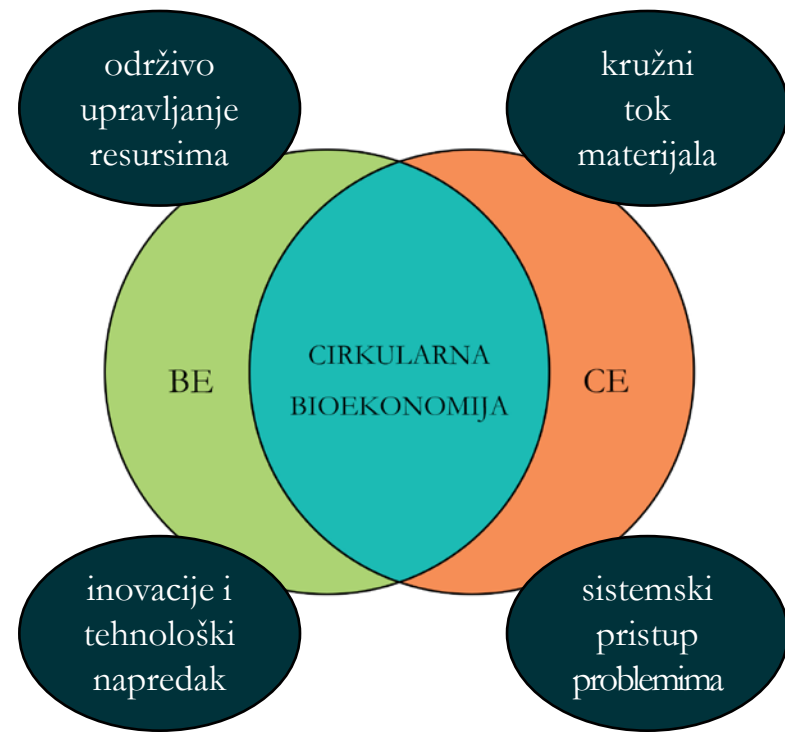 održivo
upravljanje
resursima
kružni
tok
materijala
BE
CIRKULARNA
BIOEKONOMIJA
CE
inovacije i
tehnološki
napredak
sistemski
pristup
problemima